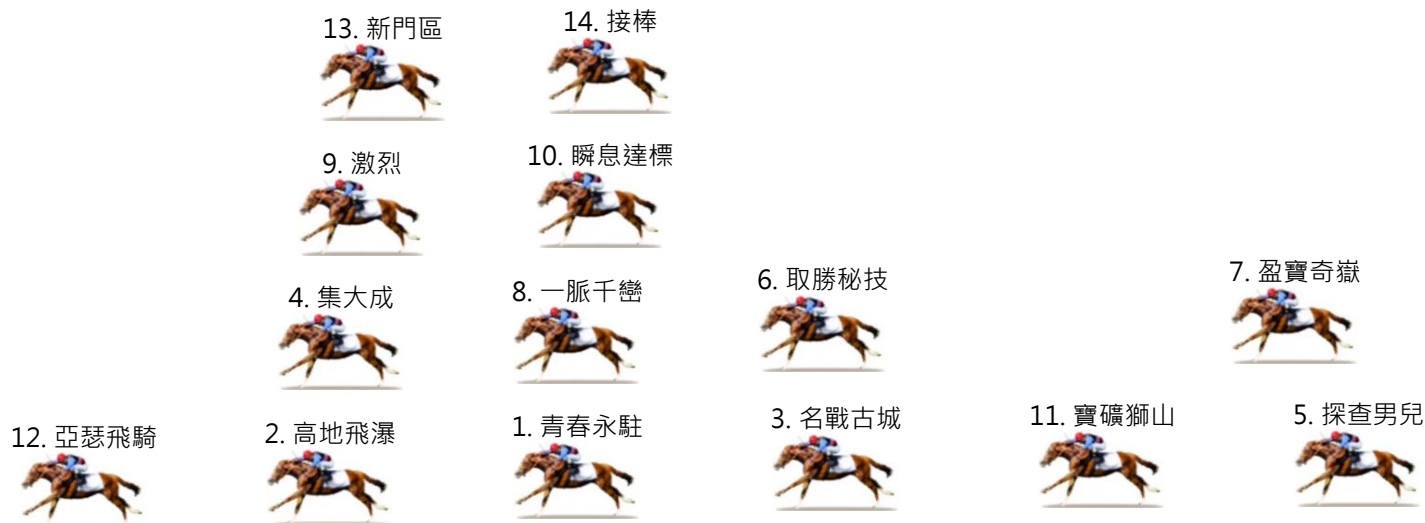 13. 新門區
14. 接棒
9. 激烈
10. 瞬息達標
4. 集大成
8. 一脈千巒
6. 取勝秘技
7. 盈寶奇嶽
12. 亞瑟飛騎
2. 高地飛瀑
1. 青春永駐
3. 名戰古城
11. 寶礦獅山
5. 探查男兒